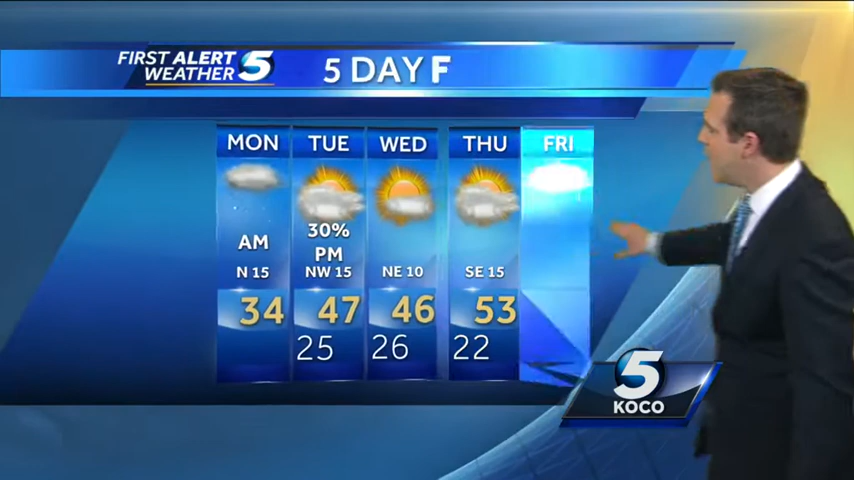 FIRST ALERT
WEATHER 5
5 DAY F
MON TUE WED THU FRI
30%
AM PM
N 15 NW 15 NE 10 SE 15
34 47 46 53
25 26 22
5
KOCO